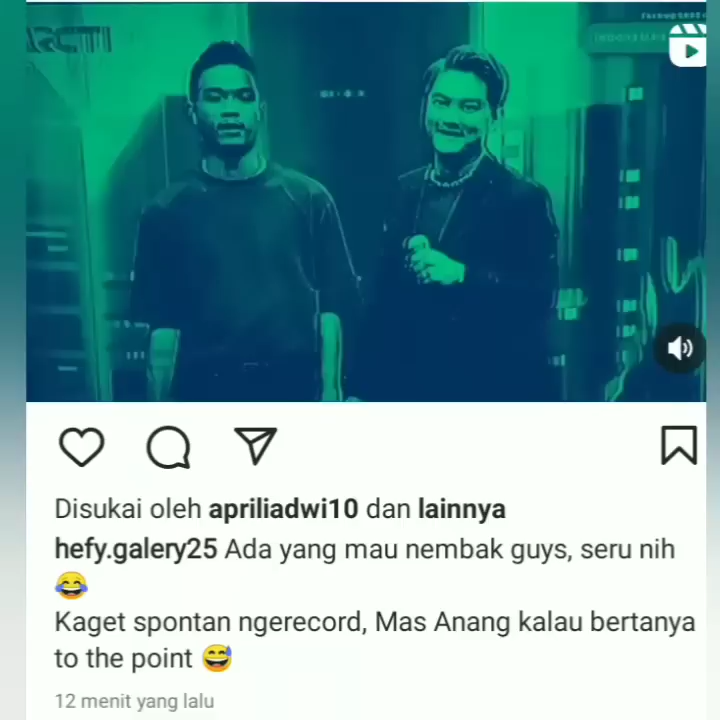 RCTI
Disukai oleh apriliadwi10 dan lainnya
hefy.galery25 Ada yang mau nembak guys, seru nih
😂
Kaget spontan ngerecord, Mas Anang kalau bertanya
to the point 😅
12 menit yang lalu